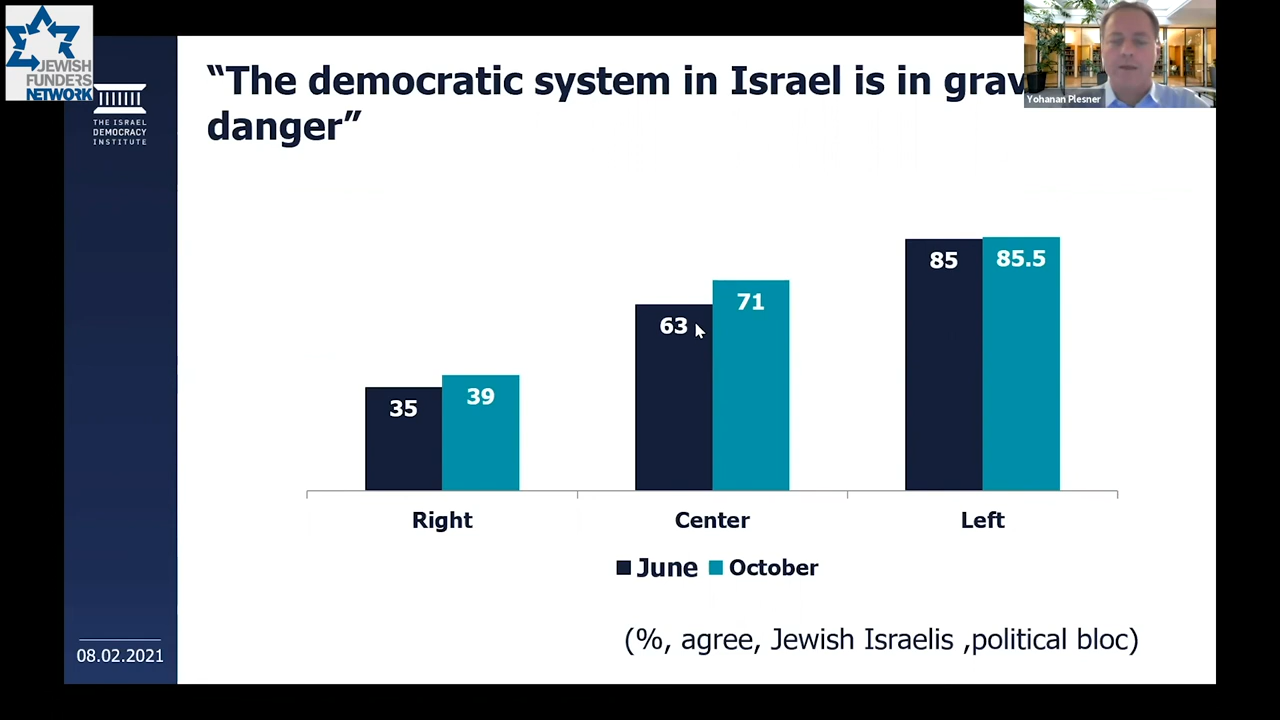 JEWISH
FUNDERS
NETWORK
THE ISRAEL
DEMOCRACY
INSTITUTE
“The democratic system in Israel is in grav
danger”
Yohanan Plesner
85
85.5
63
71
35
39
Right
Center
Left
June
October
(%, agree, Jewish Israelis ,political bloc)
08.02.2021